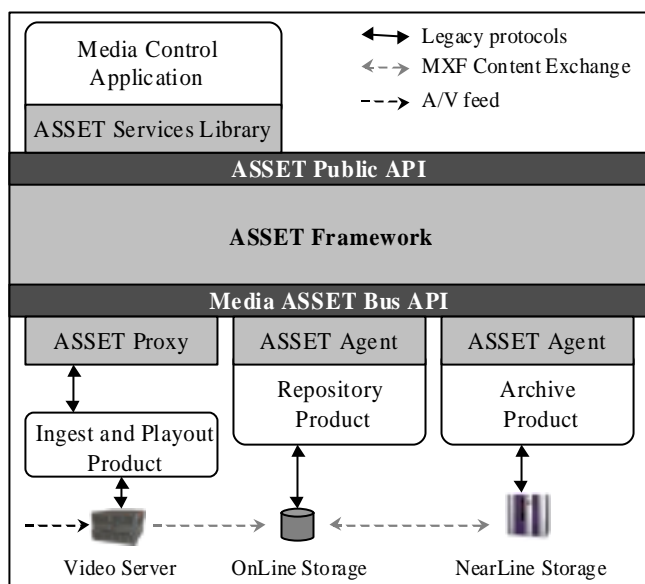 Media Control
Application
Legacy protocols
MXF Content Exchange
A/V feed
ASSET Services Library
ASSET Public API
ASSET Framework
Media ASSET Bus API
ASSET Proxy
ASSET Agent
ASSET Agent
Repository
Product
Archive
Product
Ingest and Playout
Product
Video Server
OnLine Storage
NearLine Storage